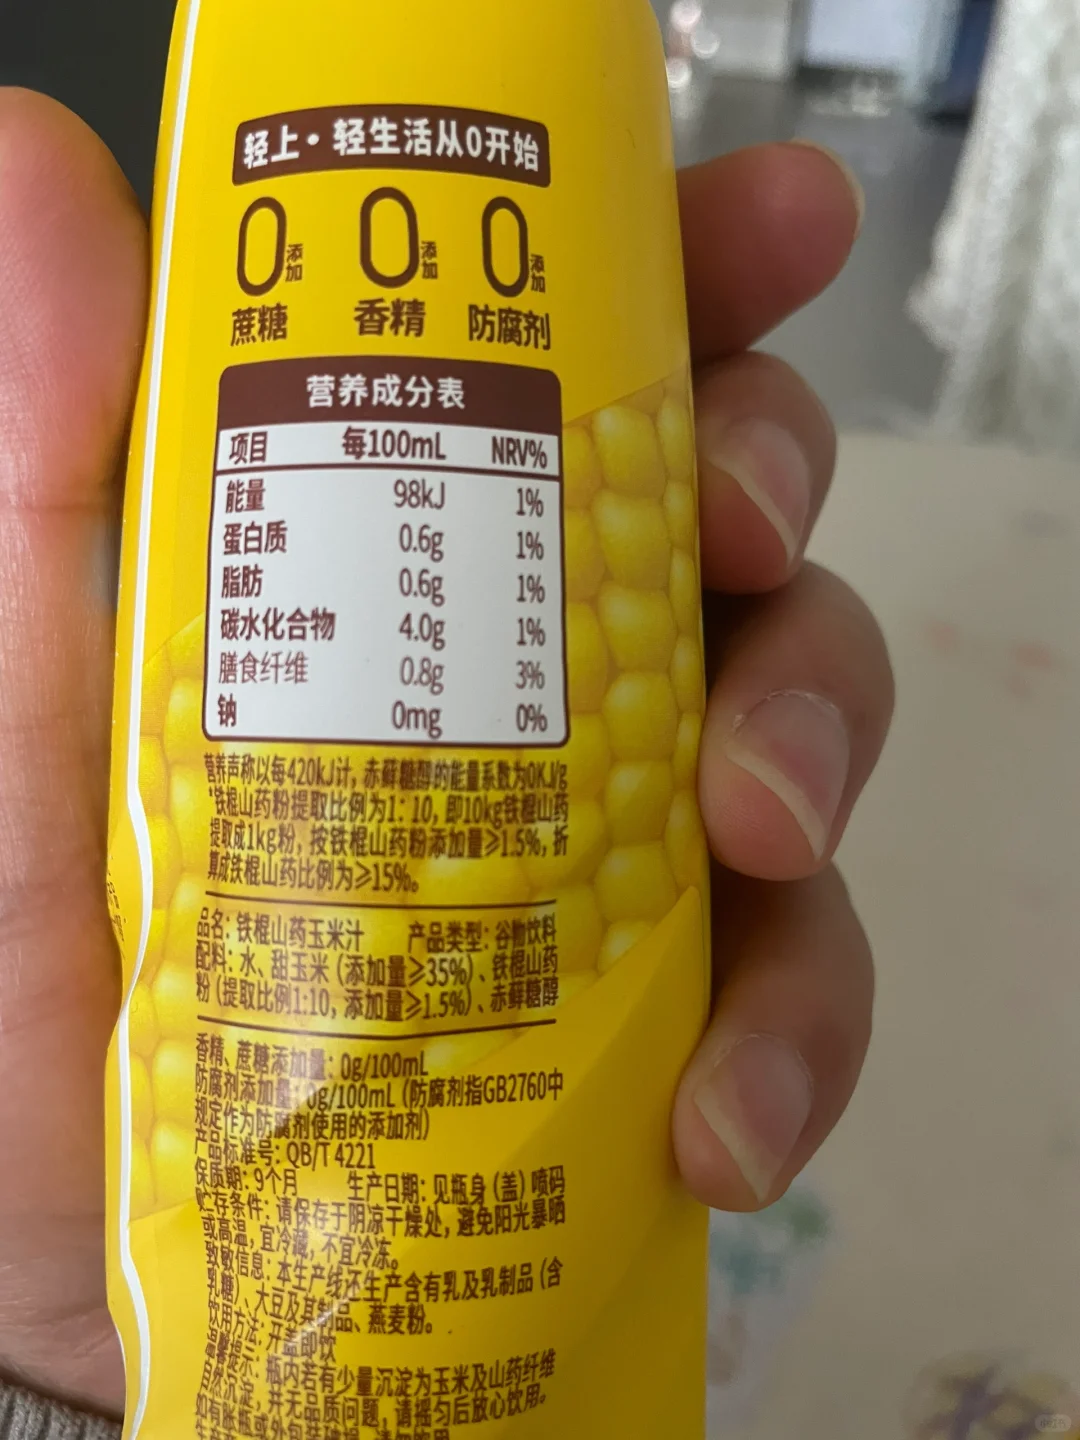 轻上·轻生活从0开始
0添加 0添加 0添加
蔗糖 香精 防腐剂
营养成分表
项目 每100mL NRV%
能量 98kJ 1%
蛋白质 0.6g 1%
脂肪 0.6g 1%
碳水化合物 4.0g 1%
膳食纤维 0.8g 3%
钠 0mg 0%
营养声称以每420kJ计，赤藓糖醇的能量系数为0KJ/g
*铁棍山药粉提取比例为1：10，即10kg铁棍山药
提取成1kg粉，按铁棍山药粉添加量≥1.5%，折
算成铁棍山药比例为≥15%。
品名：铁棍山药玉米汁 产品类型：谷物饮料
配料：水、甜玉米（添加量≥35%）、铁棍山药
粉（提取比例1:10，添加量≥1.5%）、赤藓糖醇
香精、蔗糖添加量：0g/100mL
防腐剂添加量：0g/100mL（防腐剂指GB2760中
规定作为防腐剂使用的添加剂）
产品标准号：QB/T 4221
保质期：9个月 生产日期：见瓶身（盖）喷码
贮存条件：请保存于阴凉干燥处，避免阳光暴晒
或高温，宜冷藏，不宜冷冻。
致敏信息：本生产线还生产含有乳及乳制品（含
乳糖）、大豆及其制品、燕麦粉。
饮用方法：开盖即饮
温馨提示：瓶内若有少量沉淀为玉米及山药纤维
自然沉淀，并无品质问题，请摇匀后放心饮用。
如有胀瓶或外包装破损，请勿饮用。